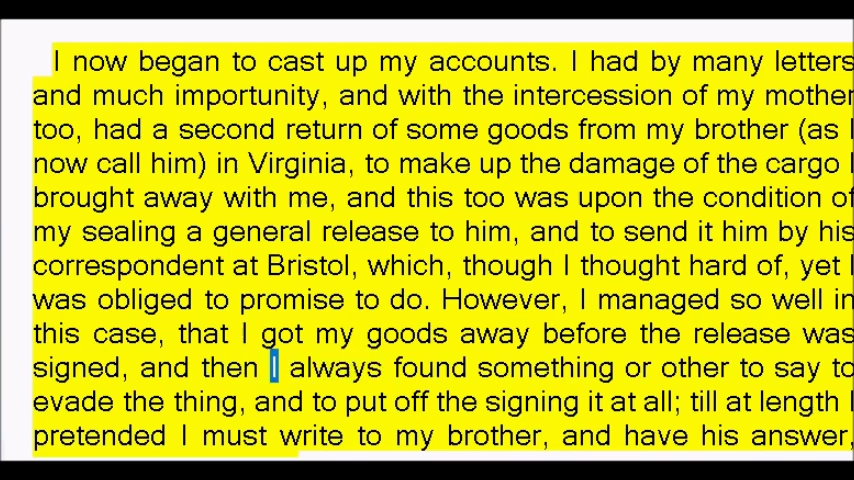 I now began to cast up my accounts. I had by many letters
and much importunity, and with the intercession of my mother
too, had a second return of some goods from my brother (as I
now call him) in Virginia, to make up the damage of the cargo I
brought away with me, and this too was upon the condition of
my sealing a general release to him, and to send it him by his
correspondent at Bristol, which, though I thought hard of, yet I
was obliged to promise to do. However, I managed so well in
this case, that I got my goods away before the release was
signed, and then I always found something or other to say to
evade the thing, and to put off the signing it at all; till at length I
pretended I must write to my brother, and have his answer,